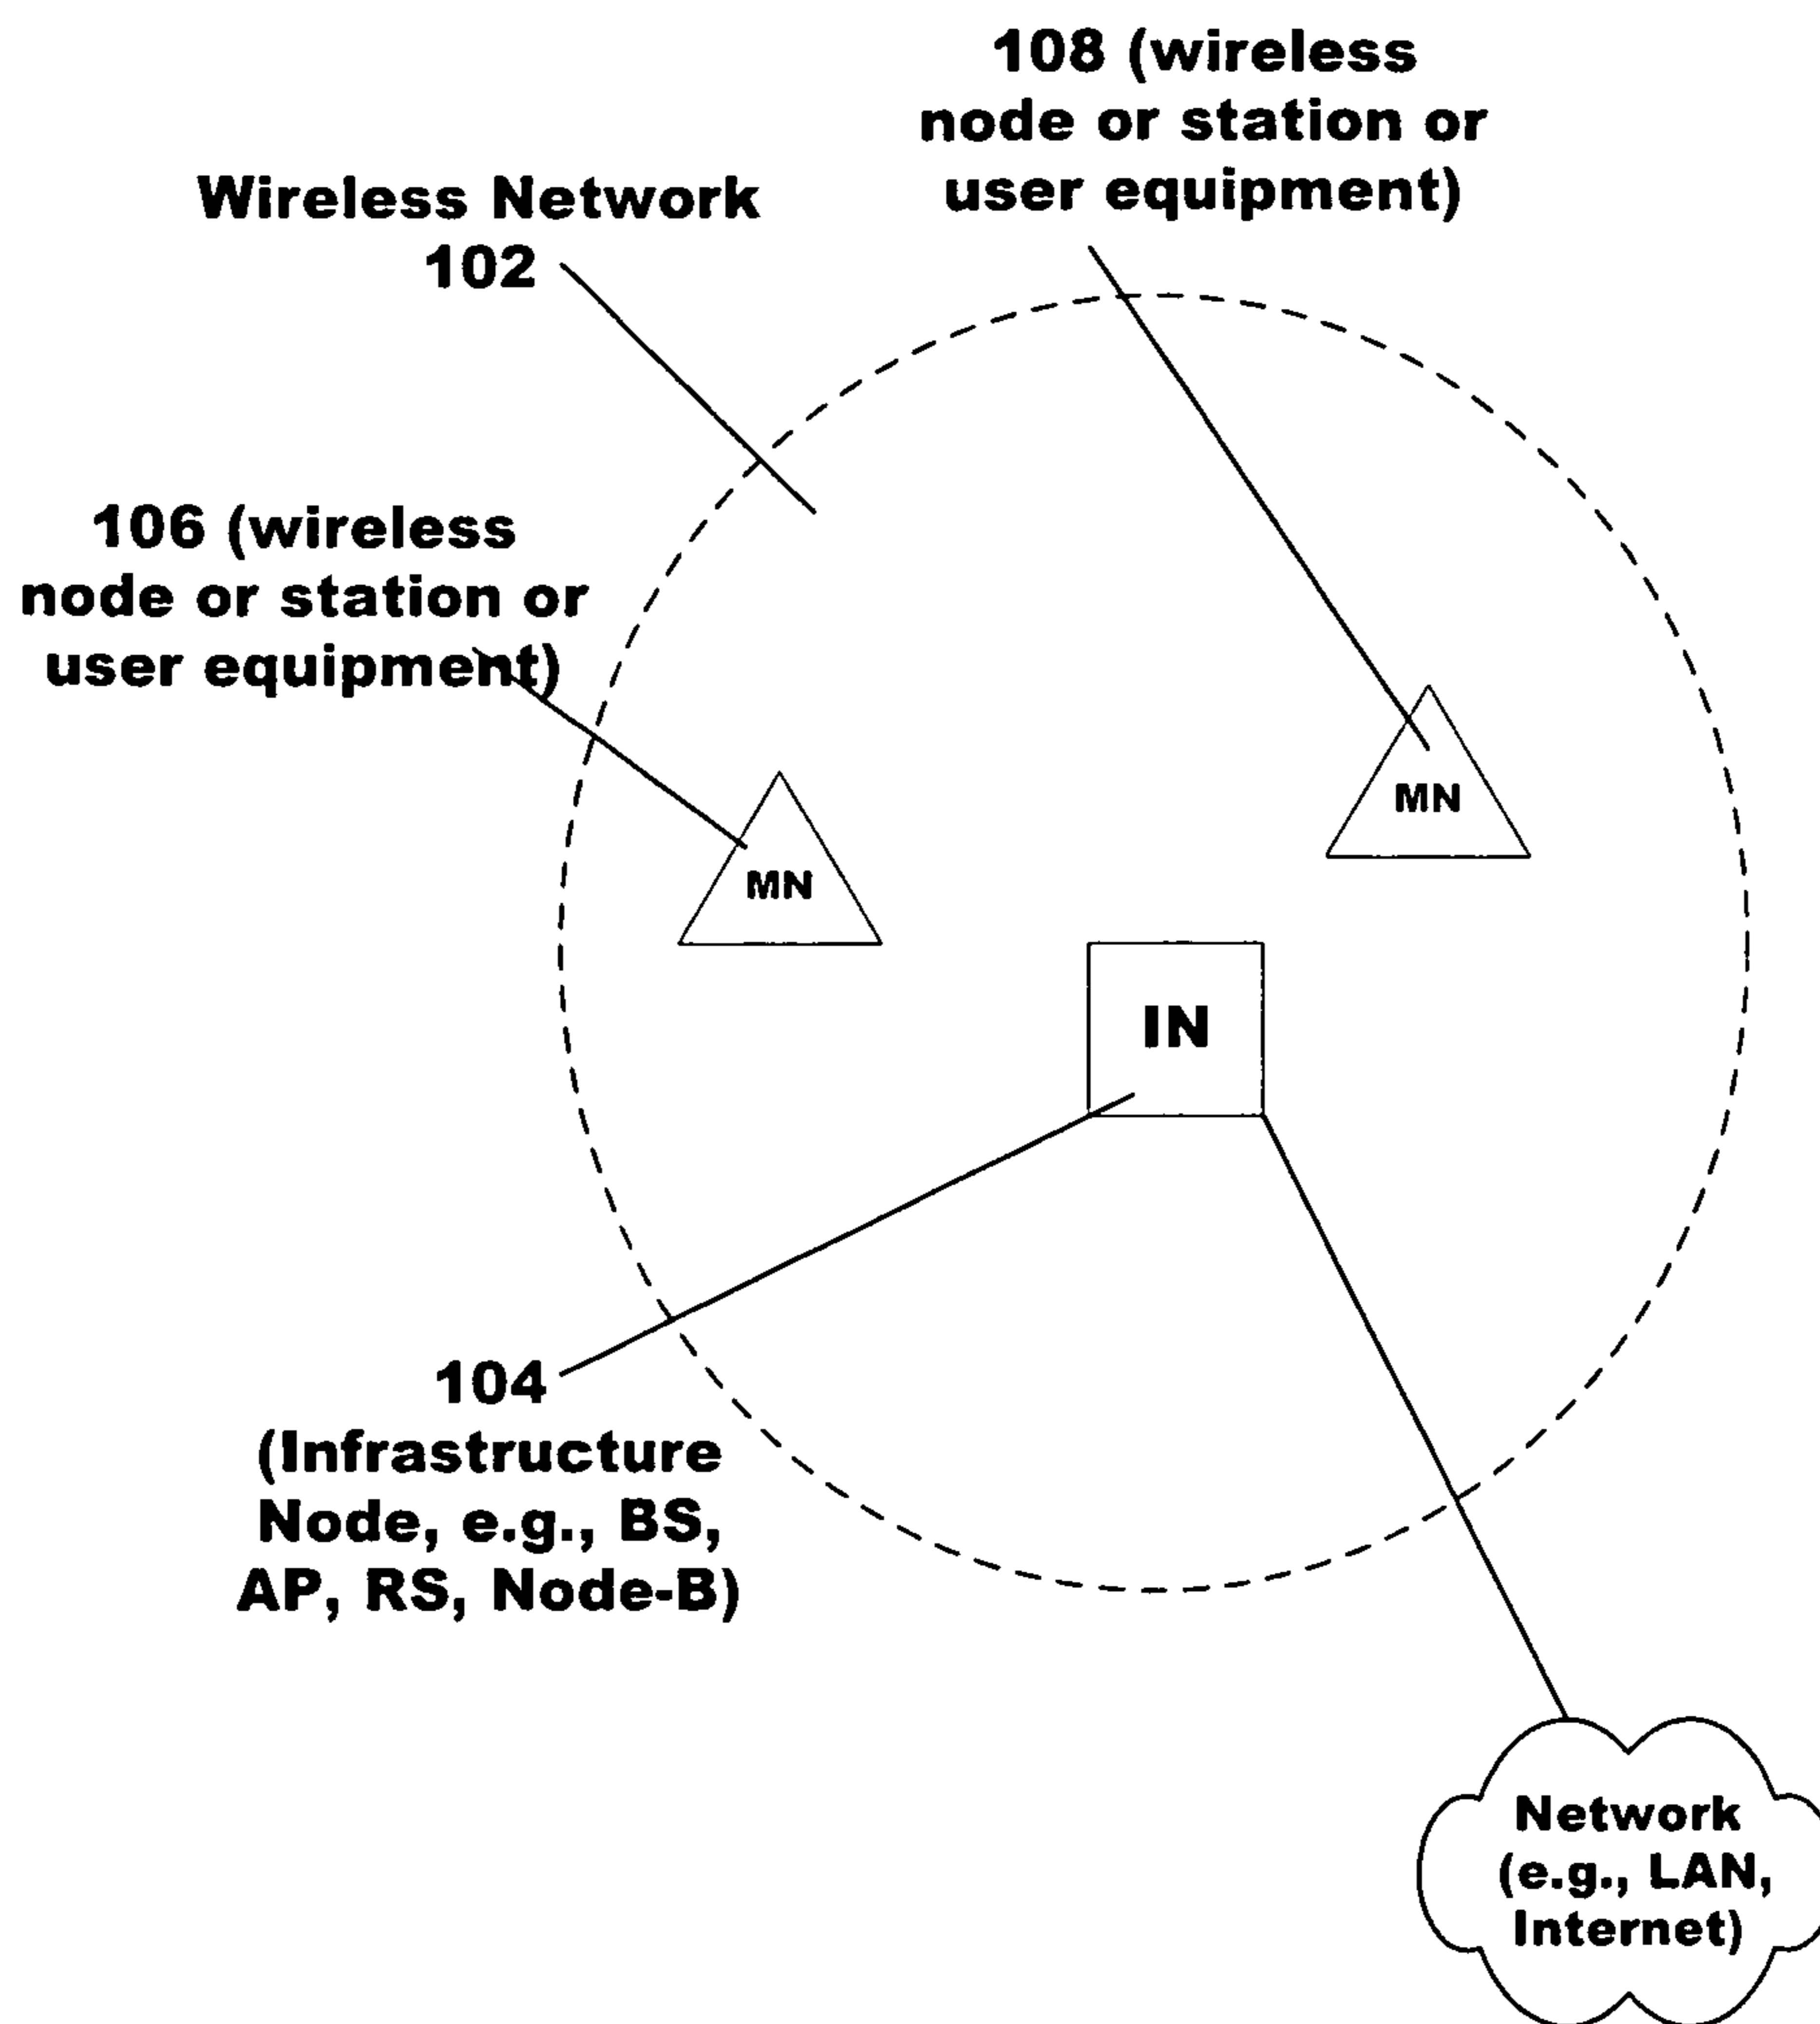 108 (wireless
node or station or
user equipment)
Wireless Network
102
106 (wireless
node or station or
user equipment)
MN
MN
IN
104
(Infrastructure
Node, e.g., BS,
AP, RS, Node-B)
Network
(e.g., LAN,
Internet)